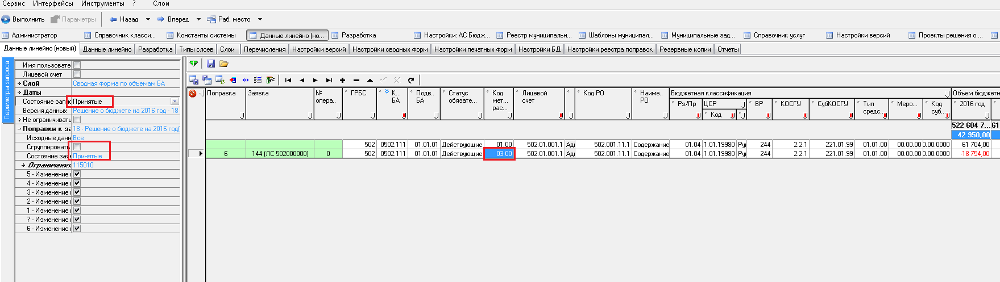 Сервис Интерфейсы Инструменты ? Слои
Выполнить Параметры Назад Вперед Раб. место
Администратор Справочник класси... Константы системы Данные линейно (но... Разработка Настройки: АС Бюдж... Реестр муниципальн... Шаблоны муниципал... Муниципальные зад... Справочник услуг Настройки версий Проекты решения о ...
Данные линейно (новый) Данные линейно Разработка Типы слоев Слои Перечисления Настройки версий Настройки сводных форм Настройки печатных форм Настройки БД Настройки реестра поправок Резервные копии Отчеты
Параметры запроса
Имя пользовате
Лицевой счет
Слой Сводная форма по объемам БА
Даты
Состояние запис Принятые
Версия данных Решение о бюджете на 2016 год - 18
Не ограничивать
Поправки к за 18 - Решение о бюджете на 2016 год(
Исходные данн Все
Сгруппировать
Состояние заяв Принятые
Ограничения 115010
5 - Изменение
4 - Изменение
3 - Изменение
2 - Изменение
1 - Изменение
7 - Изменение
6 - Изменение
Поправка Заявка № опера.. ГРБС К... БА Подв.. БА Статус обязате... Код мет... рас... Лицевой счет Код РО Наиме.. РО Бюджетная классификация Объем бюджетн
Рз/Пр ЦСР Код ВР КОСГУ СубКОСГУ Тип средс.. Меро... Код суб... 2016 год
522 604 7... 61
42 950,00
502 0502.111 01.01.01 Действующие 01.00 502.01.001.1 Ад 502.001.11.1 Содержание 01.04 .1.01.19980 Рук 244 2.2.1 221.01.99 01.01.00 00.00.00 0.00.0000 61 704,00
6 144 (ЛС 502000000) 0 502 0502.111 01.01.01 Действующие 03.00 502.01.001.1 Ад 502.001.11.1 Содержание 01.04 .1.01.19980 Рук 244 2.2.1 221.01.99 01.01.00 00.00.00 0.00.0000 -18 754,00